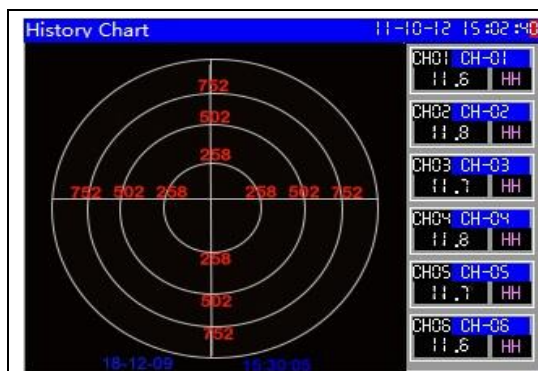 History Chart 11-10-12 15:02:40
752
502
258
752 502 258 258 502 752
258
502
752
18-12-09 15:30:05
CH01 CH-01
11.6 HH
CH02 CH-02
11.8 HH
CH03 CH-03
11.7 HH
CH04 CH-04
11.8 HH
CH05 CH-05
11.7 HH
CH06 CH-06
11.6 HH